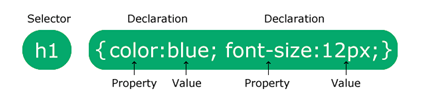 Selector Declaration Declaration
h1 {color:blue; font-size:12px;}
Property Value Property Value